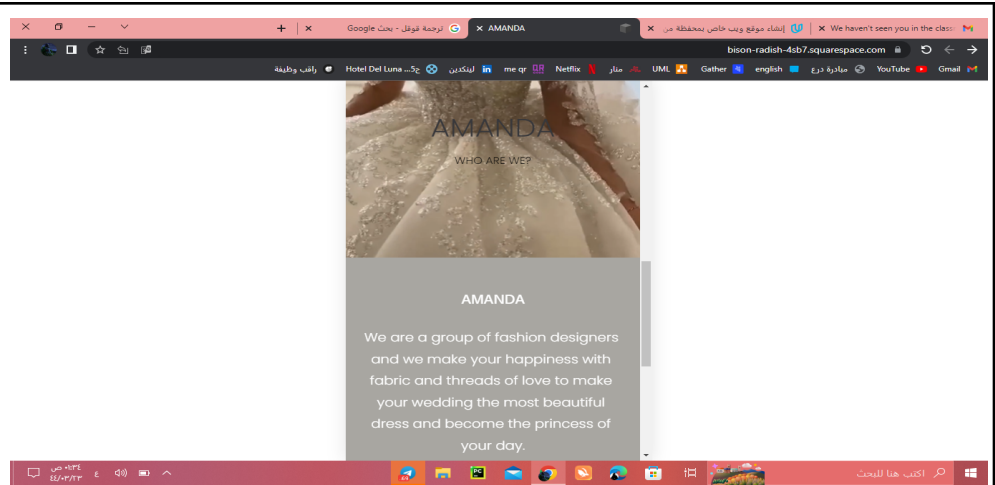 We haven't seen you in the class
إنشاء موقع ويب خاص بمحفظة من
AMANDA
ترجمة قوقل - بحث Google
bison-radish-4sb7.squarespace.com
Gmail
YouTube
مبادرة درع
english
Gather
UML
منار
Netflix
me qr
لينكدين
Hotel Del Luna ...ح5
راقب وظيفة
AMANDA
WHO ARE WE?
AMANDA
We are a group of fashion designers
and we make your happiness with
fabric and threads of love to make
your wedding the most beautiful
dress and become the princess of
your day.
اكتب هنا للبحث
ع